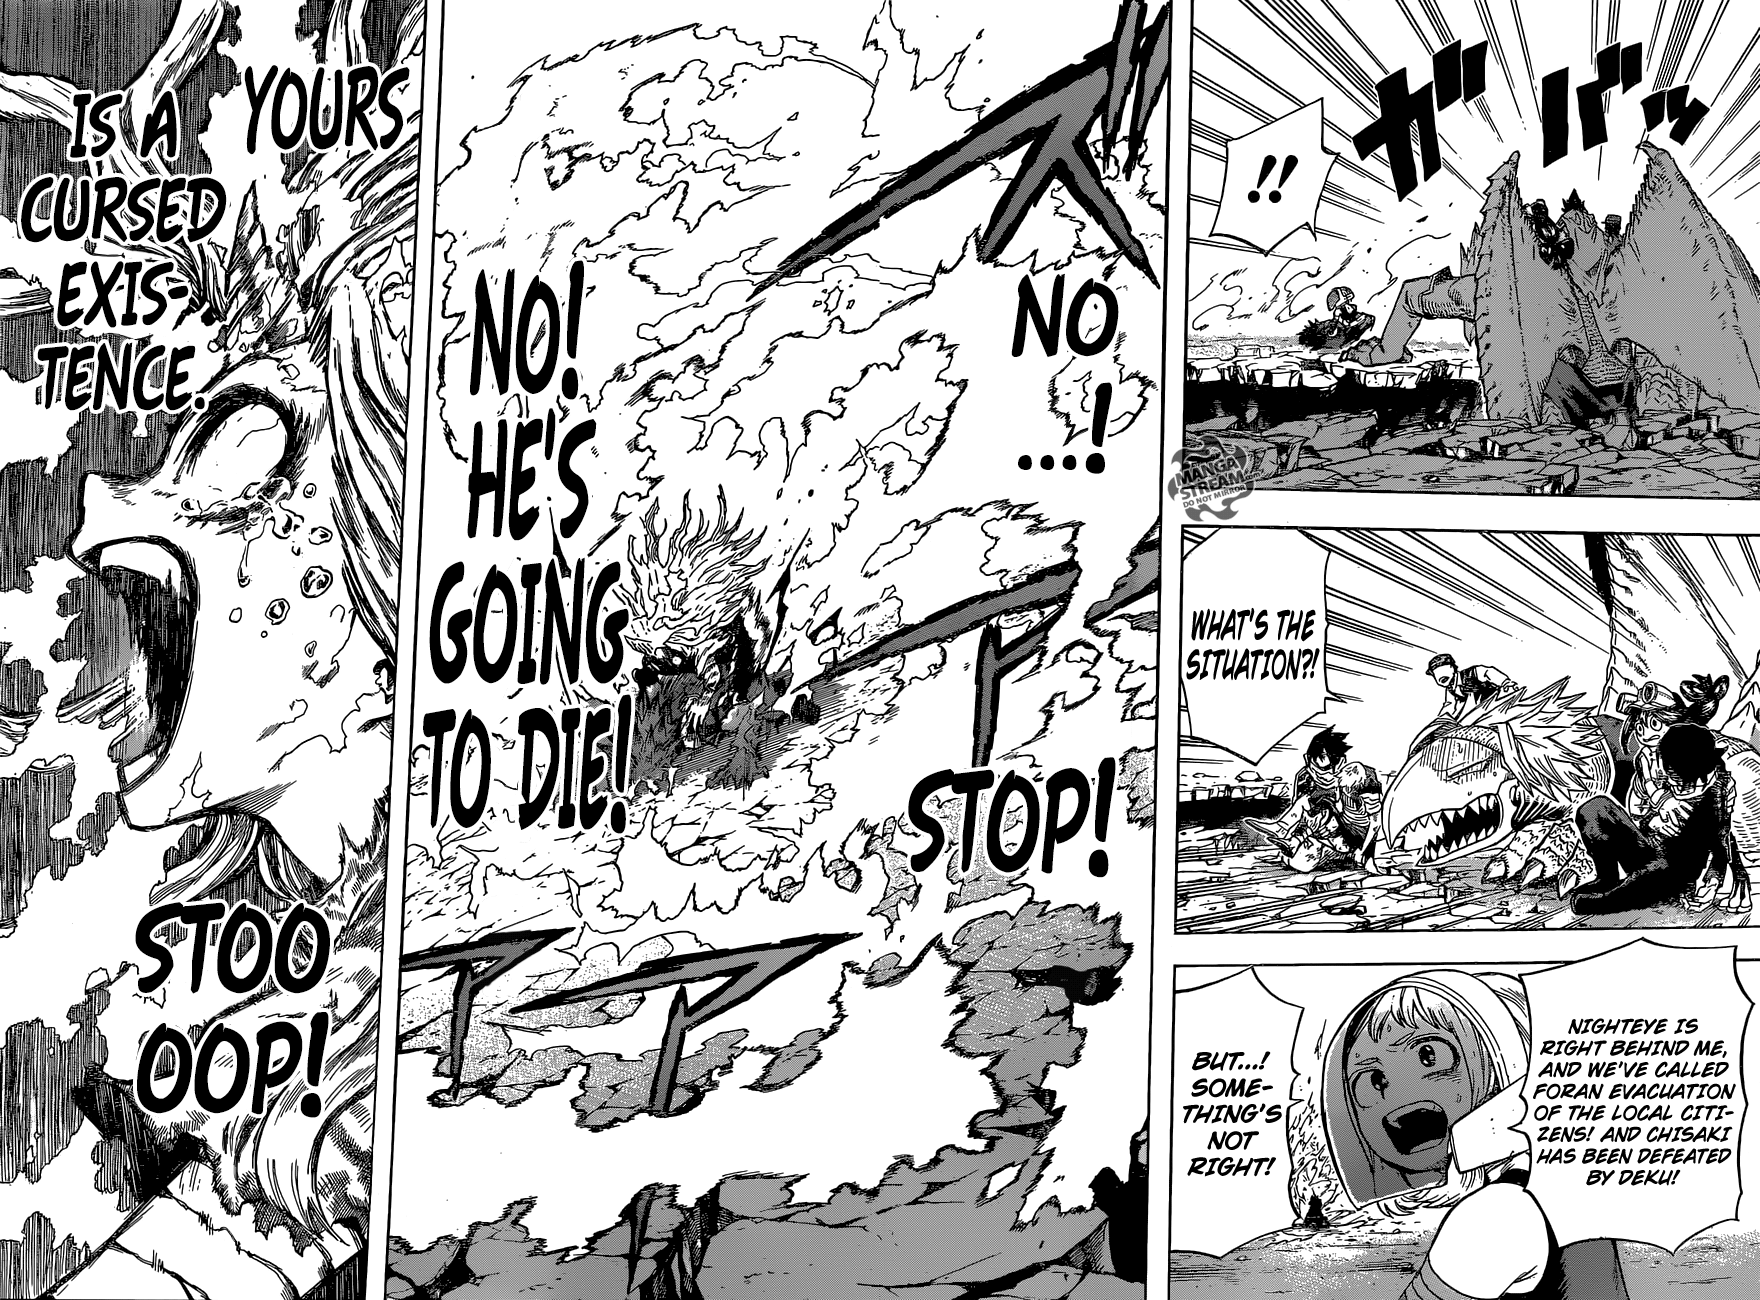 ガバッ
!!
MANGA
STREAM
DO NOT MIRROR
WHAT'S THE
SITUATION?!
NIGHTEYE IS
RIGHT BEHIND ME,
AND WE'VE CALLED
FORAN EVACUATION
OF THE LOCAL CITI-
ZENS! AND CHISAKI
HAS BEEN DEFEATED
BY DEKU!
BUT...!
SOME-
THING'S
NOT
RIGHT!
NO
...!
STOP!
NO!
HE'S
GOING
TO DIE!
YOURS
IS A
CURSED
EXIS-
TENCE.
STOO
OOP!